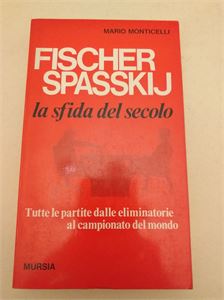 MARIO MONTICELLI
FISCHER
SPASSKIJ
la sfida del secolo
Tutte le partite dalle eliminatorie
al campionato del mondo
MURSIA